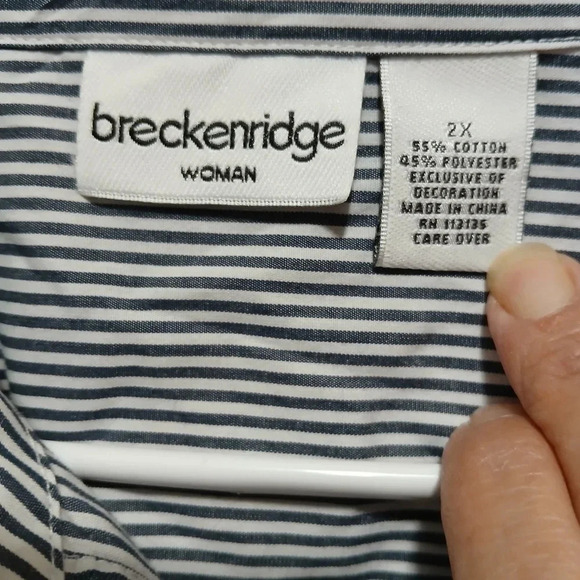 breckenridge
WOMAN
2X
55% COTTON
45% POLYESTER
EXCLUSIVE OF
DECORATION
MADE IN CHINA
RN 113135
CARE OVER